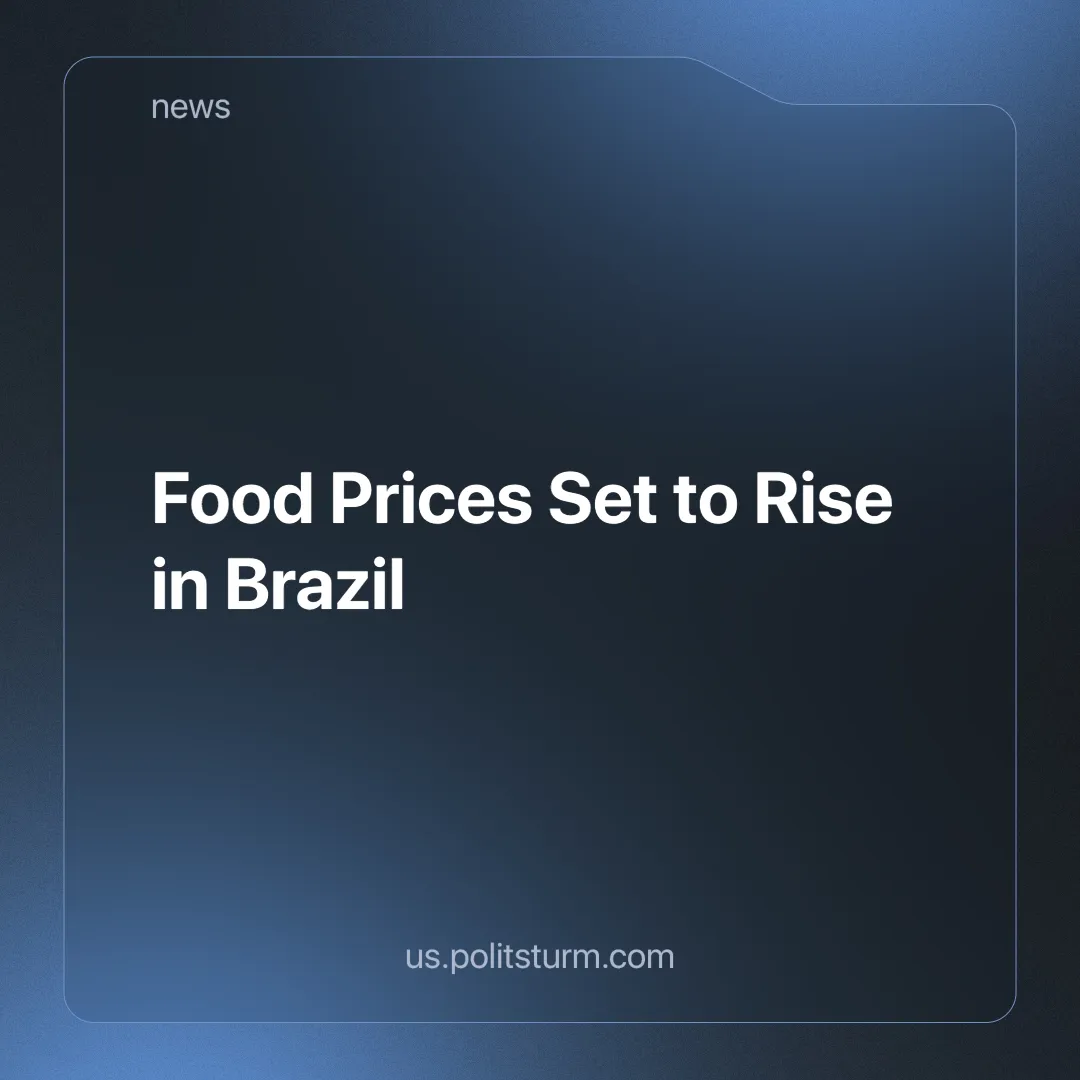 news
Food Prices Set to Rise
in Brazil
us.politsturm.com